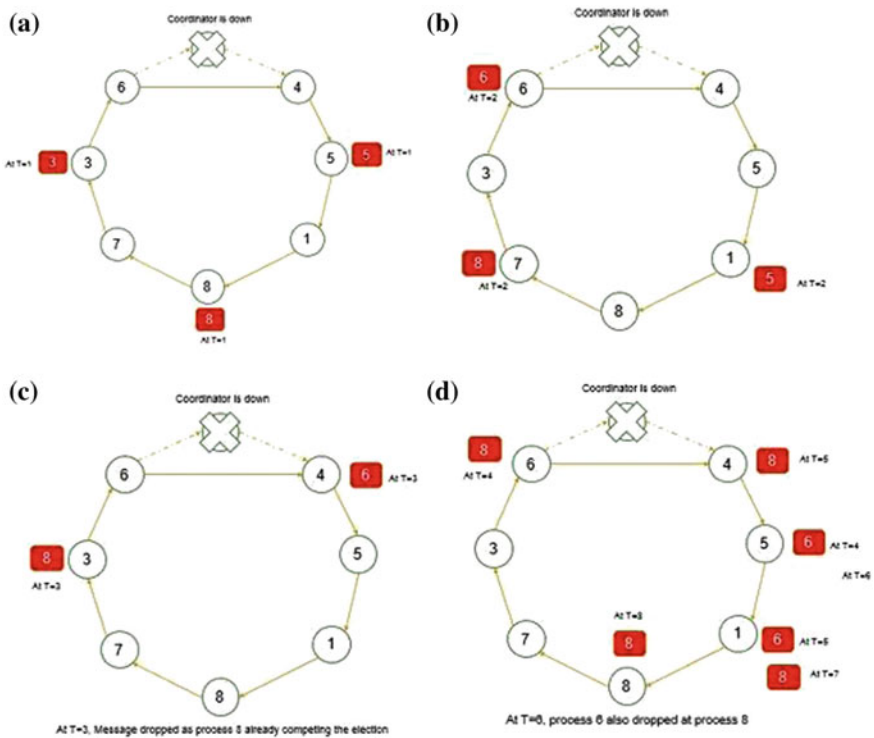 (a)
Coordinator is down
6
4
At T=1
3
3
5
5
At T=1
7
1
8
8
At T=1
(b)
Coordinator is down
6
6
4
At T=2
3
5
8
7
1
At T=2
5
At T=2
8
(c)
Coordinator is down
6
4
6
At T=3
8
3
5
At T=3
7
1
8
At T=3, Message dropped as process 8 already competing the election
(d)
Coordinator is down
8
6
4
8
At T=5
At T=4
3
5
6
At T=4
At T=6
At T=8
7
8
1
6
At T=5
8
8
At T=7
At T=6, process 6 also dropped at process 8